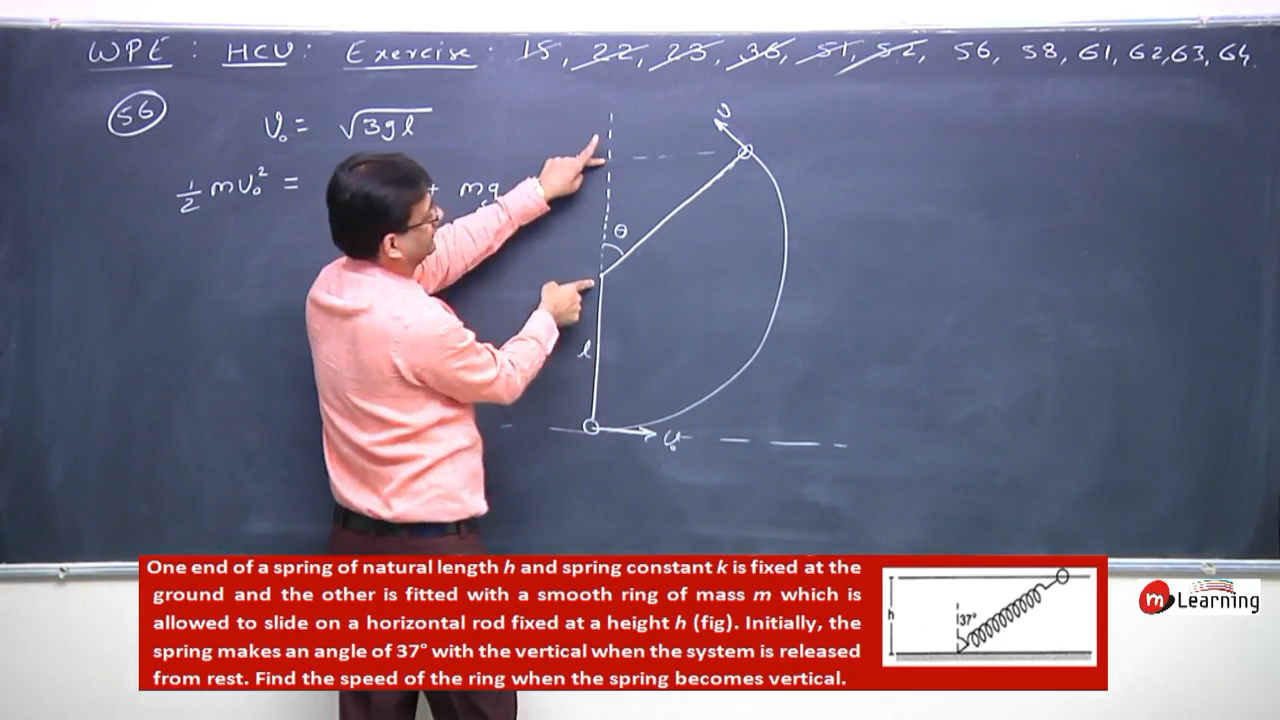 WPE : HCV : Exercise : 15, 22, 23, 36, 51, 52, 56, 58, 61, 62, 63, 64.
56
v₀ = √3gl
½ mv₀² =
+ mg
v
θ
l
v₀
One end of a spring of natural length h and spring constant k is fixed at the
ground and the other is fitted with a smooth ring of mass m which is
allowed to slide on a horizontal rod fixed at a height h (fig). Initially, the
spring makes an angle of 37° with the vertical when the system is released
from rest. Find the speed of the ring when the spring becomes vertical.
h
37°
m Learning